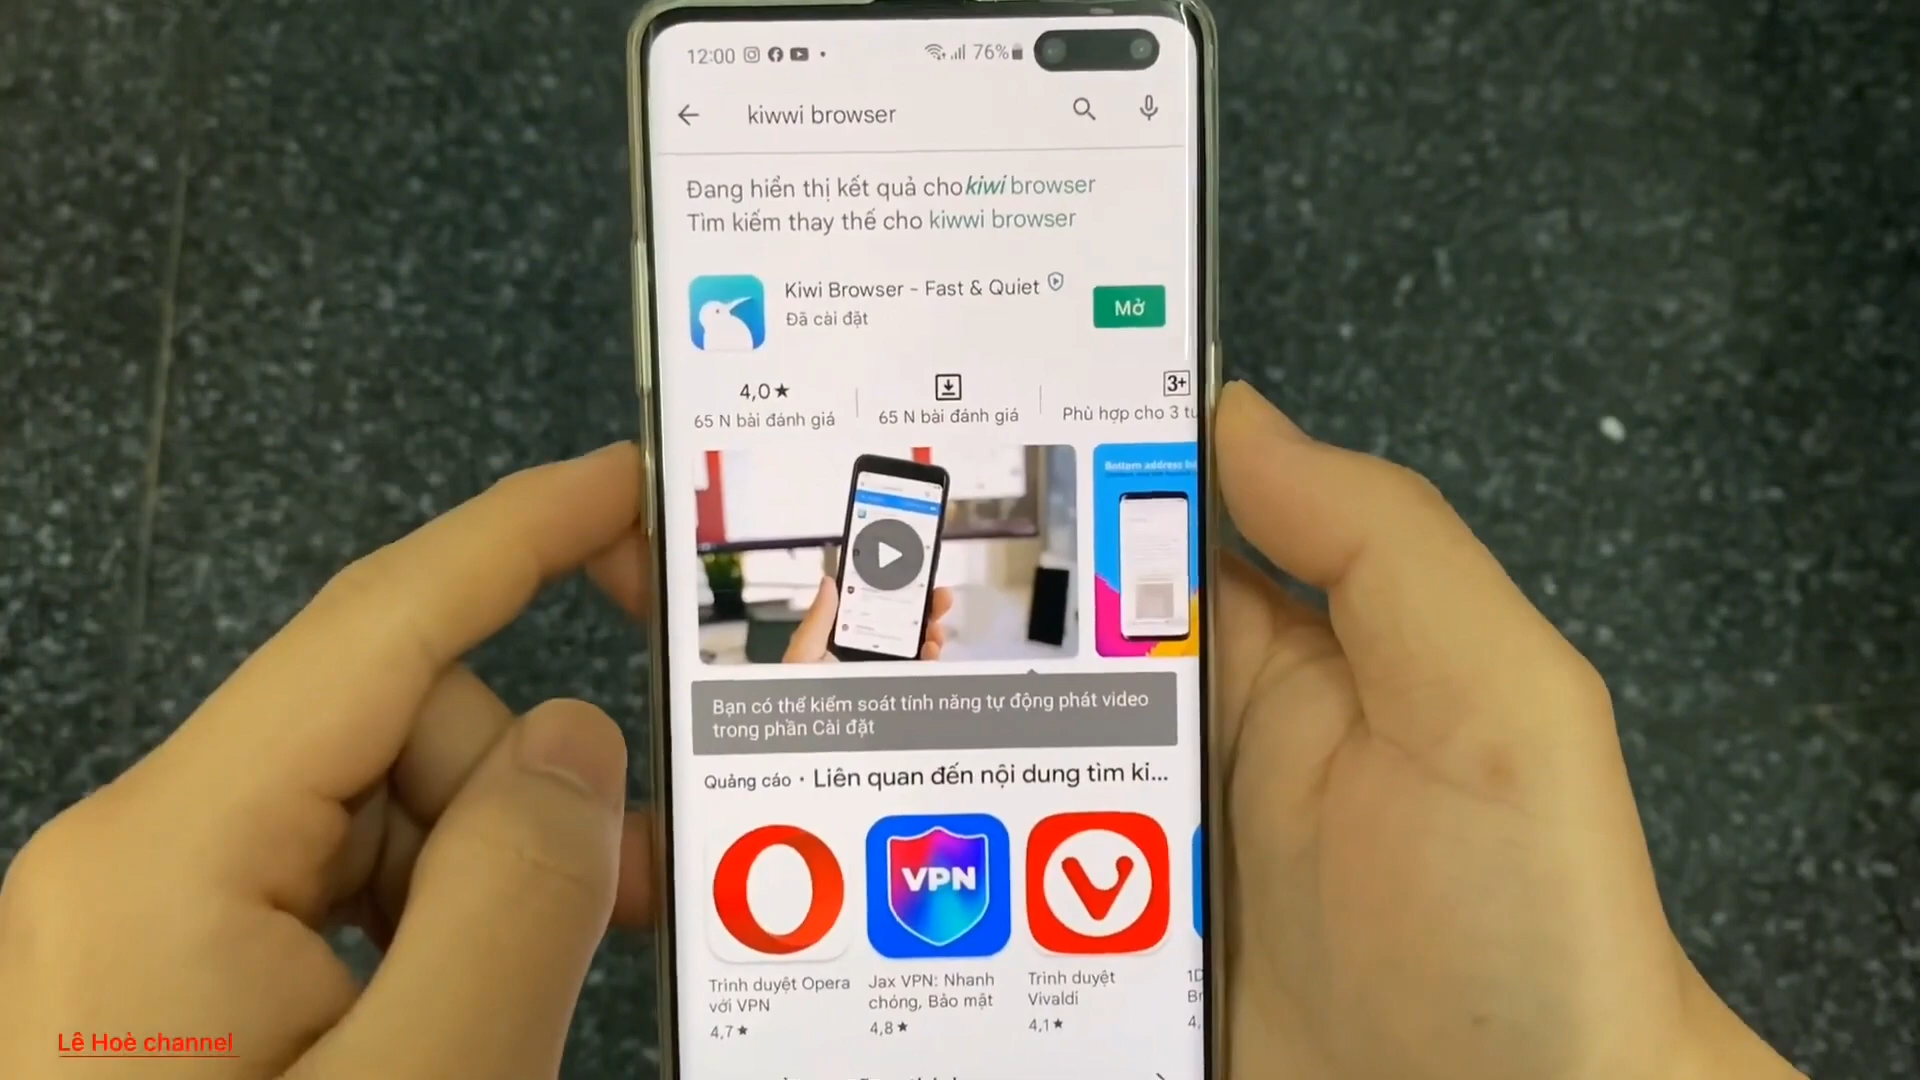 12:00
76%
kiwwi browser
Đang hiển thị kết quả cho kiwi browser
Tìm kiếm thay thế cho kiwwi browser
Kiwi Browser - Fast & Quiet
Đã cài đặt
Mở
4,0★
65 N bài đánh giá
65 N bài đánh giá
3+
Phù hợp cho 3 tu
Bottom address ba
Bạn có thể kiểm soát tính năng tự động phát video
trong phần Cài đặt
Quảng cáo · Liên quan đến nội dung tìm ki...
VPN
Trình duyệt Opera
với VPN
4,7★
Jax VPN: Nhanh
chóng, Bảo mật
4,8★
Trình duyệt
Vivaldi
4,1★
Lê Hoè channel